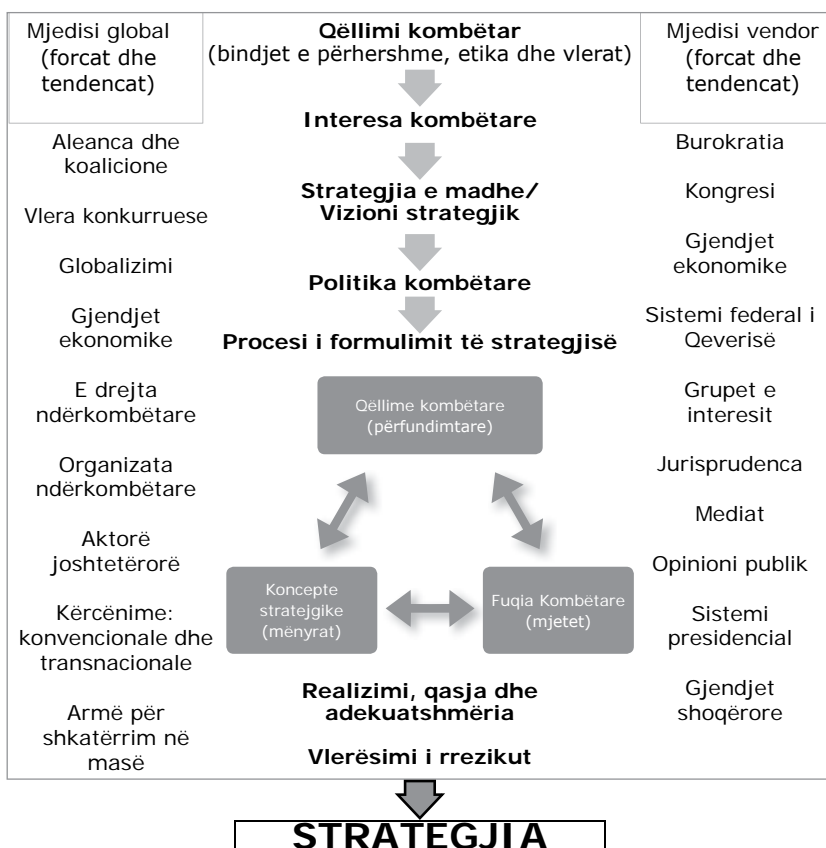 Mjedisi global
(forcat dhe
tendencat)
Aleanca dhe
koalicione
Vlera konkurruese
Globalizimi
Gjendjet
ekonomike
E drejta
ndërkombëtare
Organizata
ndërkombëtare
Aktorë
joshtetërorë
Kërcënime:
konvencionale dhe
transnacionale
Armë për
shkatërrim në
masë
Qëllimi kombëtar
(bindjet e përhershme, etika dhe vlerat)
Interesa kombëtare
Strategjia e madhe/
Vizioni strategjik
Politika kombëtare
Procesi i formulimit të strategjisë
Qëllime kombëtare
(përfundimtare)
Koncepte
stratejgike
(mënyrat)
Fuqia Kombëtare
(mjetet)
Realizimi, qasja dhe
adekuatshmëria
Vlerësimi i rrezikut
Mjedisi vendor
(forcat dhe
tendencat)
Burokratia
Kongresi
Gjendjet
ekonomike
Sistemi federal i
Qeverisë
Grupet e
interesit
Jurisprudenca
Mediat
Opinioni publik
Sistemi
presidencial
Gjendjet
shoqërore
STRATEGJIA